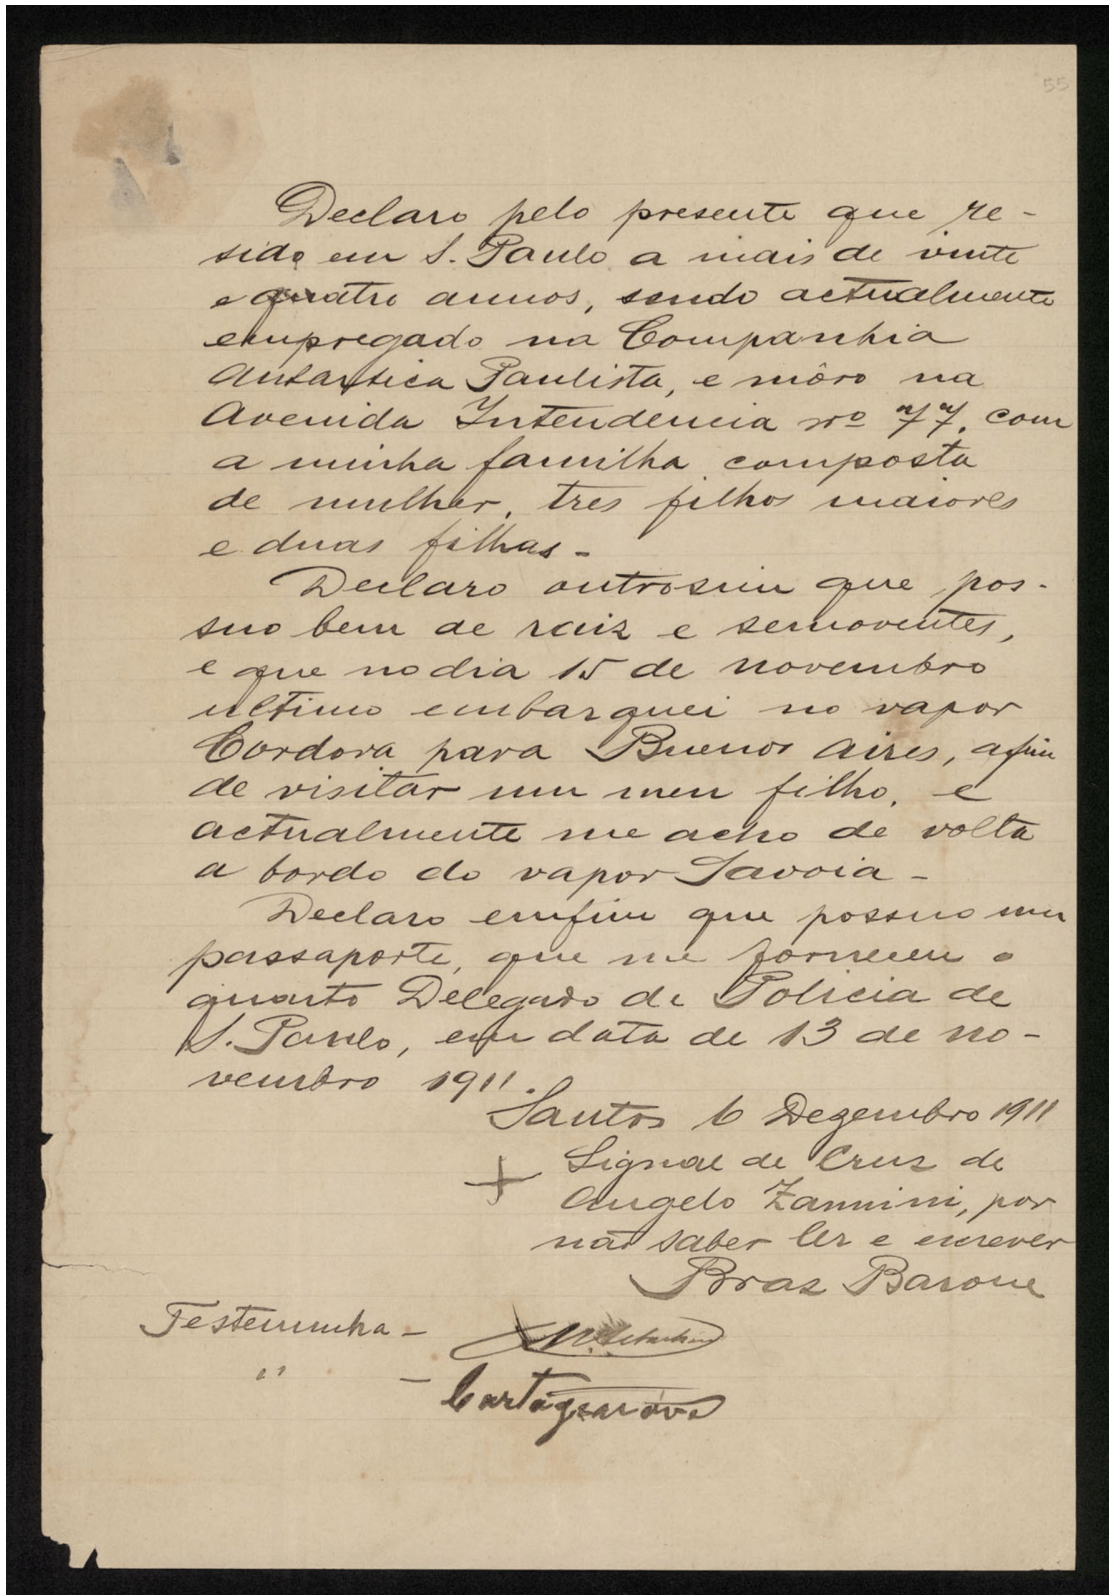 55
Declaro pelo presente que re-
sido em S. Paulo a mais de vinte
e quatro annos, sendo actualmente
empregado na Companhia
Antartica Paulista, e môro na
Avenida Intendencia nº 77, com
a minha familha composta
de mulher, tres filhos maiores
e duas filhas -
Declaro outrosim que pos-
suo bem de raiz e semoventes,
e que no dia 15 de novembro
ultimo embarquei no vapor
Cordova para Buenos Aires, afim
de visitar um meu filho, e
actualmente me acho de volta
a bordo do vapor Savoia -
Declaro emfim que possuo um
passaporte, que me forneceu o
quarto Delegado de Policia de
S. Paulo, em data de 13 de no-
vembro 1911.
Santos 6 Dezembro 1911
+ Signal de Cruz de
Angelo Zannini, por
não saber ler e escrever
Braz Barone
Testemunha -
" -